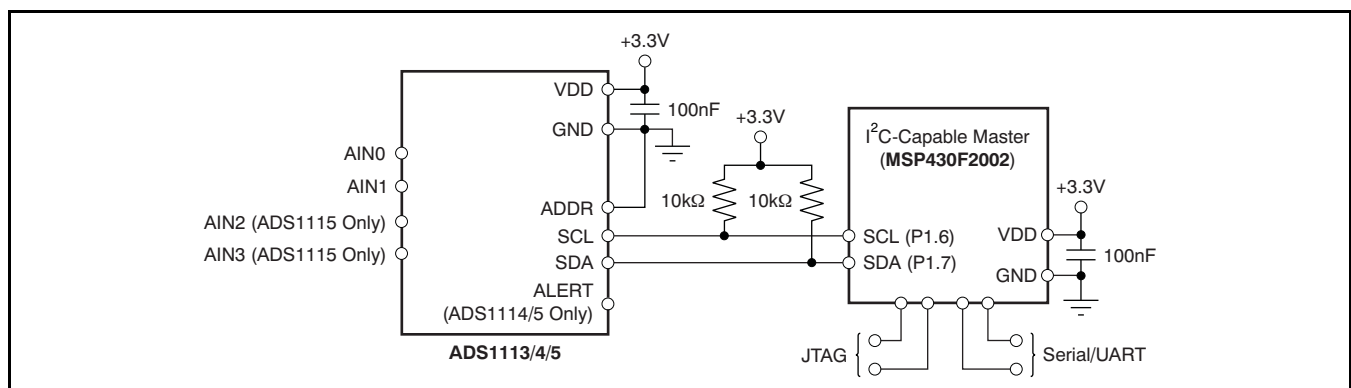 +3.3V
VDD
100nF
GND
AIN0
AIN1
AIN2 (ADS1115 Only)
AIN3 (ADS1115 Only)
ADDR
SCL
SDA
ALERT
(ADS1114/5 Only)
ADS1113/4/5
+3.3V
10kΩ
10kΩ
I²C-Capable Master
(MSP430F2002)
SCL (P1.6)
SDA (P1.7)
+3.3V
VDD
100nF
GND
JTAG
Serial/UART